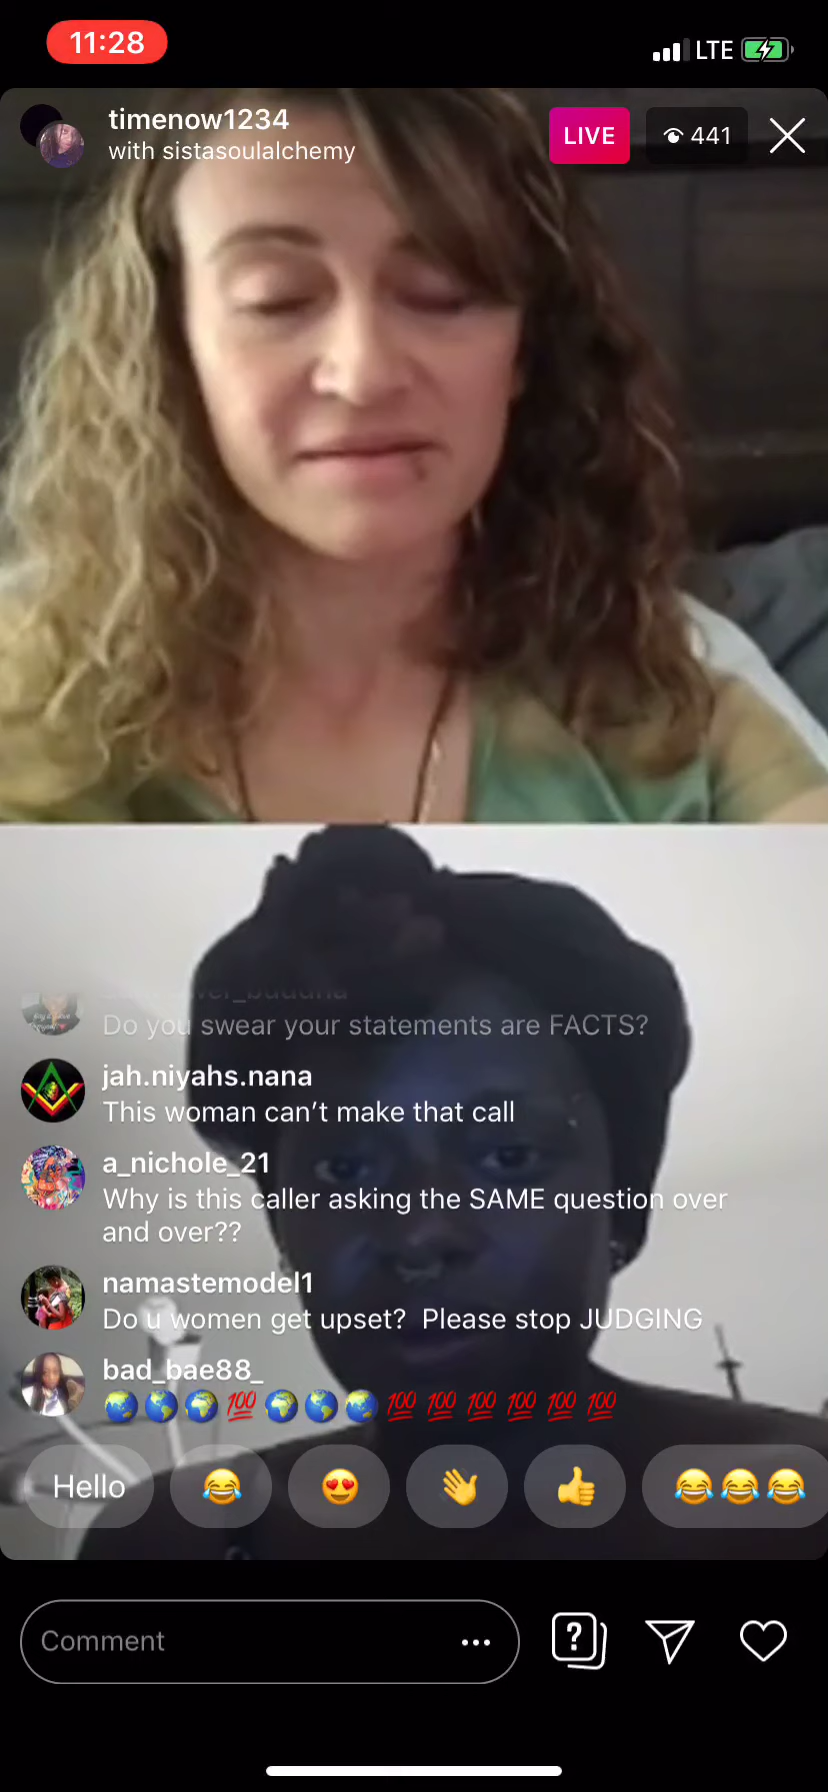 11:28
LTE
timenow1234
with sistasoulalchemy
LIVE
441
Do you swear your statements are FACTS?
jah.niyahs.nana
This woman can't make that call
a_nichole_21
Why is this caller asking the SAME question over
and over??
namastemodel1
Do u women get upset?  Please stop JUDGING
bad_bae88_
🌏🌎🌍💯🌍🌎🌏💯💯💯💯💯💯
Hello 😂 😍 👋 👍 😂😂😂
Comment
?